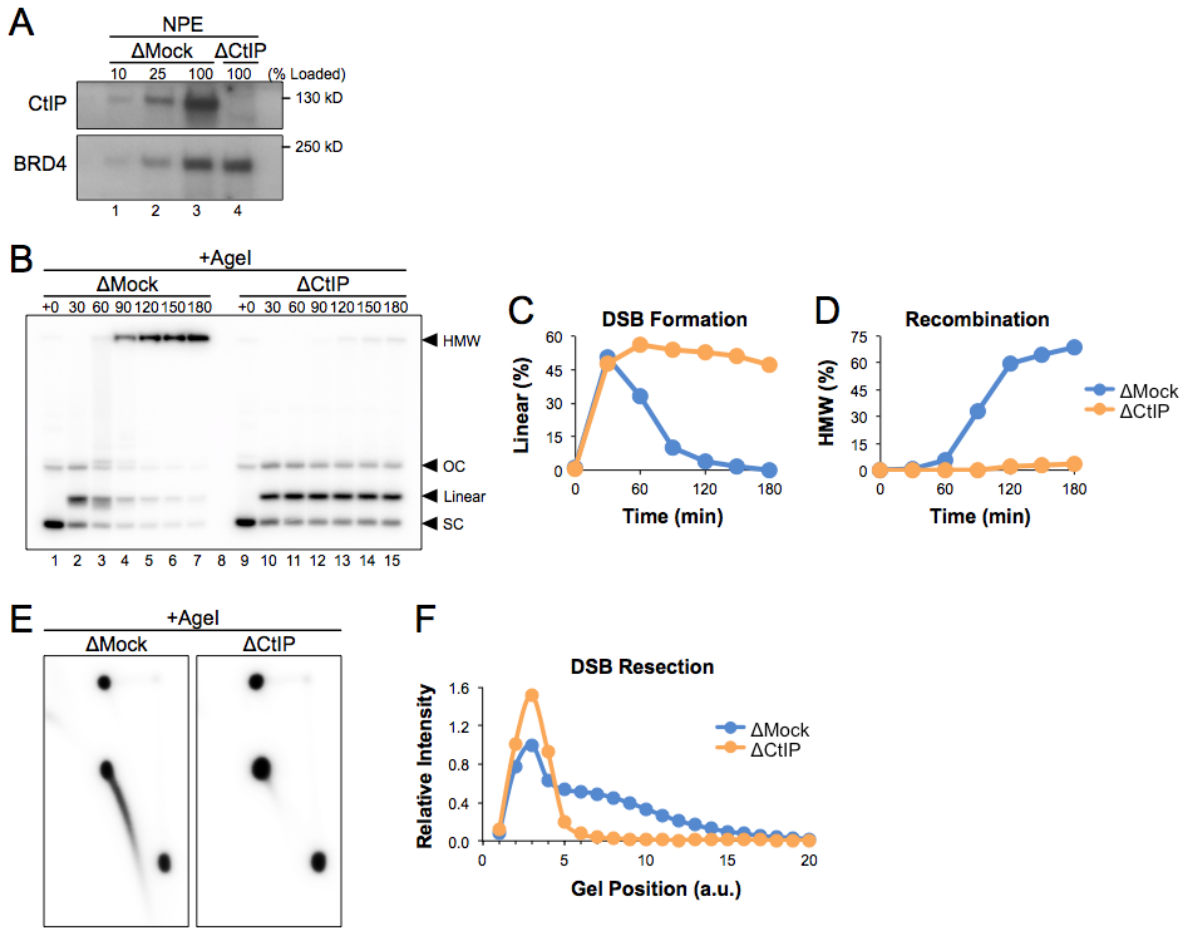 A
NPE
ΔMock ΔCtIP
10 25 100 100 (% Loaded)
CtIP
130 kD
BRD4
250 kD
1 2 3 4
B
+AgeI
ΔMock ΔCtIP
+0 30 60 90 120 150 180 +0 30 60 90 120 150 180
HMW
OC
Linear
SC
1 2 3 4 5 6 7 8 9 10 11 12 13 14 15
C
DSB Formation
Linear (%)
60
45
30
15
0
0 60 120 180
Time (min)
D
Recombination
HMW (%)
75
60
45
30
15
0
0 60 120 180
Time (min)
ΔMock
ΔCtIP
E
+AgeI
ΔMock ΔCtIP
F
DSB Resection
Relative Intensity
1.6
1.2
0.8
0.4
0.0
0 5 10 15 20
Gel Position (a.u.)
ΔMock
ΔCtIP